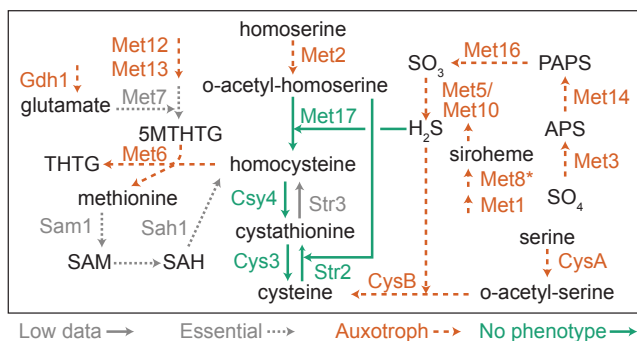 homoserine
Met12
Met13
Met2
SO3
Met16
PAPS
Gdh1
o-acetyl-homoserine
Met5/
Met10
Met14
glutamate
Met7
Met17
H2S
APS
5MTHTG
siroheme
Met3
THTG
Met6
homocysteine
Met8*
methionine
Csy4
Str3
Met1
SO4
Sam1
Sah1
cystathionine
serine
SAM
SAH
Cys3
Str2
CysB
CysA
cysteine
o-acetyl-serine
Low data
Essential
Auxotroph
No phenotype